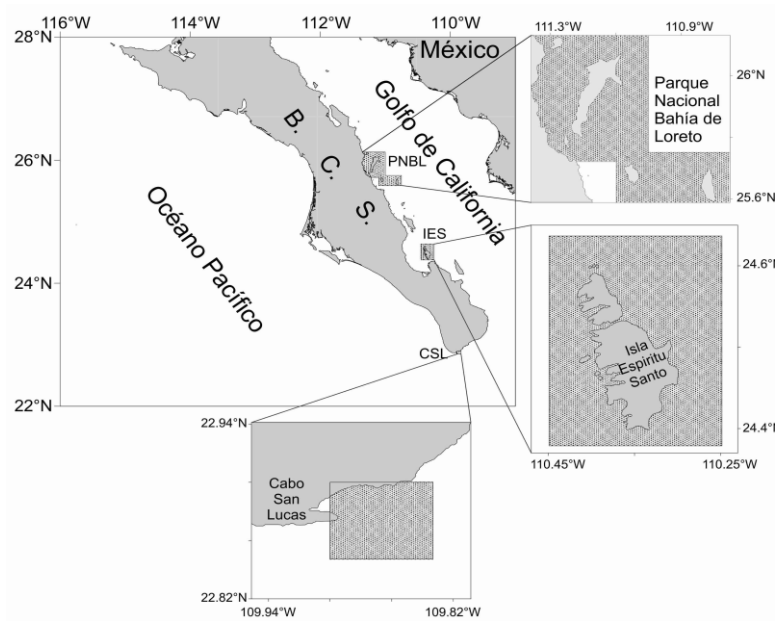 116°W 114°W 112°W 110°W
28°N
26°N
24°N
22°N
México
Golfo de California
B. C. S.
Océano Pacífico
PNBL
IES
CSL
111.3°W 110.9°W
26°N
25.6°N
Parque
Nacional
Bahía de
Loreto
24.6°N
24.4°N
Isla
Espiritu
Santo
110.45°W 110.25°W
22.94°N
22.82°N
Cabo
San
Lucas
109.94°W 109.82°W